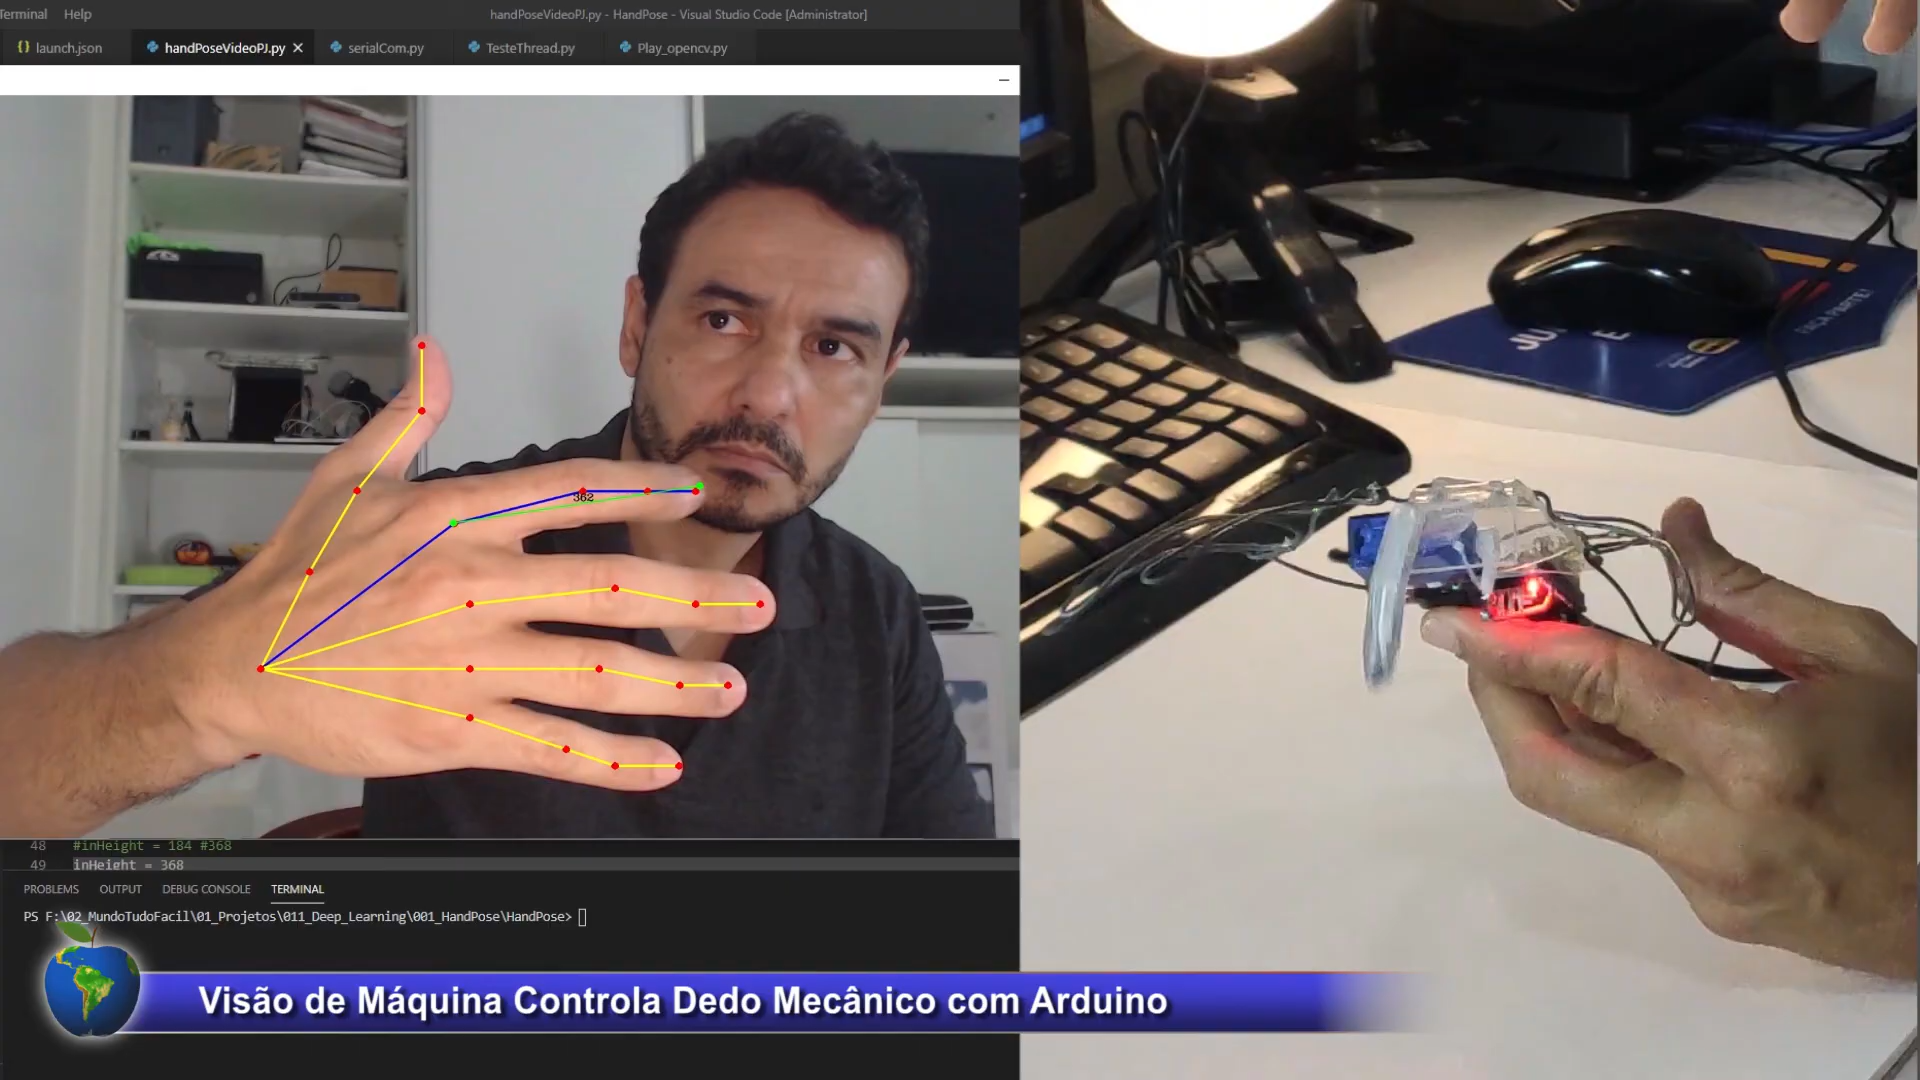 Terminal Help handPoseVideoPJ.py - HandPose - Visual Studio Code [Administrator]
launch.json handPoseVideoPJ.py serialCom.py TesteThread.py Play_opencv.py
362
FAÇA PARTE!
48 #inHeight = 184 #368
49 inHeight = 368
PROBLEMS OUTPUT DEBUG CONSOLE TERMINAL
PS F:\02_MundoTudoFacil\01_Projetos\011_Deep_Learning\001_HandPose\HandPose>
Visão de Máquina Controla Dedo Mecânico com Arduino